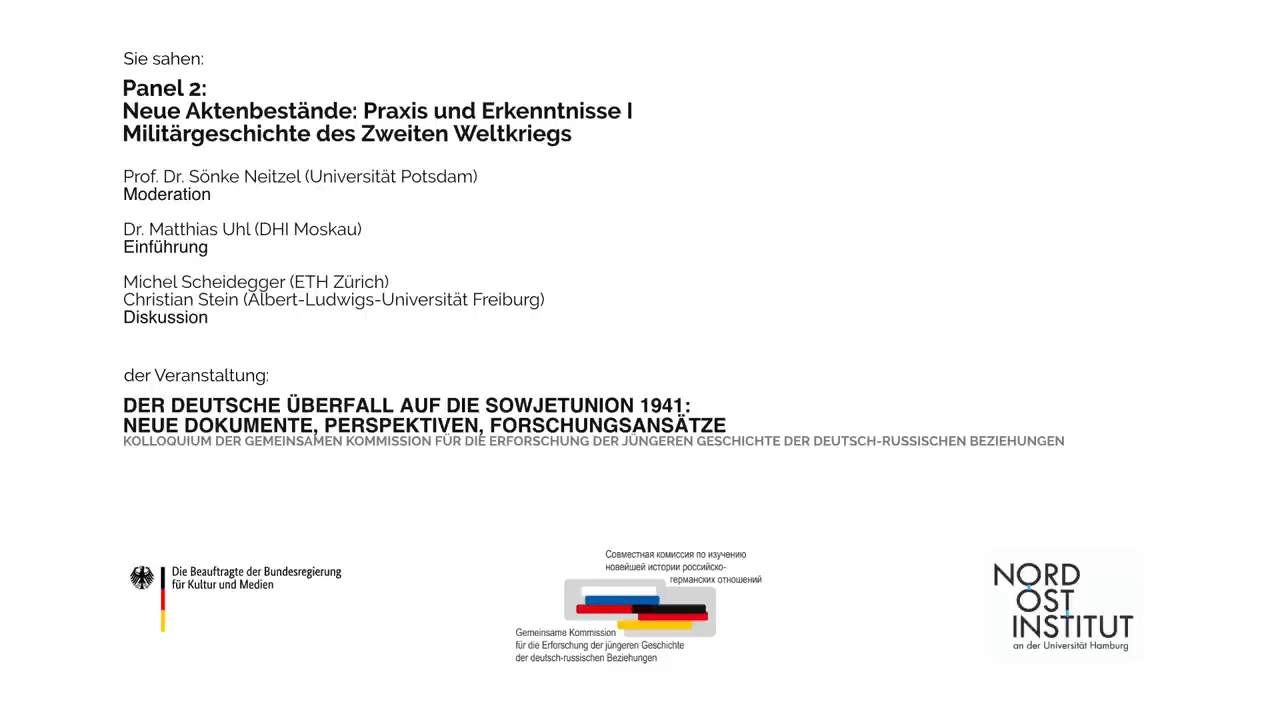 Sie sahen:
Panel 2:
Neue Aktenbestände: Praxis und Erkenntnisse I
Militärgeschichte des Zweiten Weltkriegs
Prof. Dr. Sönke Neitzel (Universität Potsdam)
Moderation
Dr. Matthias Uhl (DHI Moskau)
Einführung
Michel Scheidegger (ETH Zürich)
Christian Stein (Albert-Ludwigs-Universität Freiburg)
Diskussion
der Veranstaltung:
DER DEUTSCHE ÜBERFALL AUF DIE SOWJETUNION 1941:
NEUE DOKUMENTE, PERSPEKTIVEN, FORSCHUNGSANSÄTZE
KOLLOQUIUM DER GEMEINSAMEN KOMMISSION FÜR DIE ERFORSCHUNG DER JÜNGEREN GESCHICHTE DER DEUTSCH-RUSSISCHEN BEZIEHUNGEN
Die Beauftragte der Bundesregierung
für Kultur und Medien
Совместная комиссия по изучению
новейшей истории российско-
германских отношений
Gemeinsame Kommission
für die Erforschung der jüngeren Geschichte
der deutsch-russischen Beziehungen
NORD
OST
INSTITUT
an der Universität Hamburg